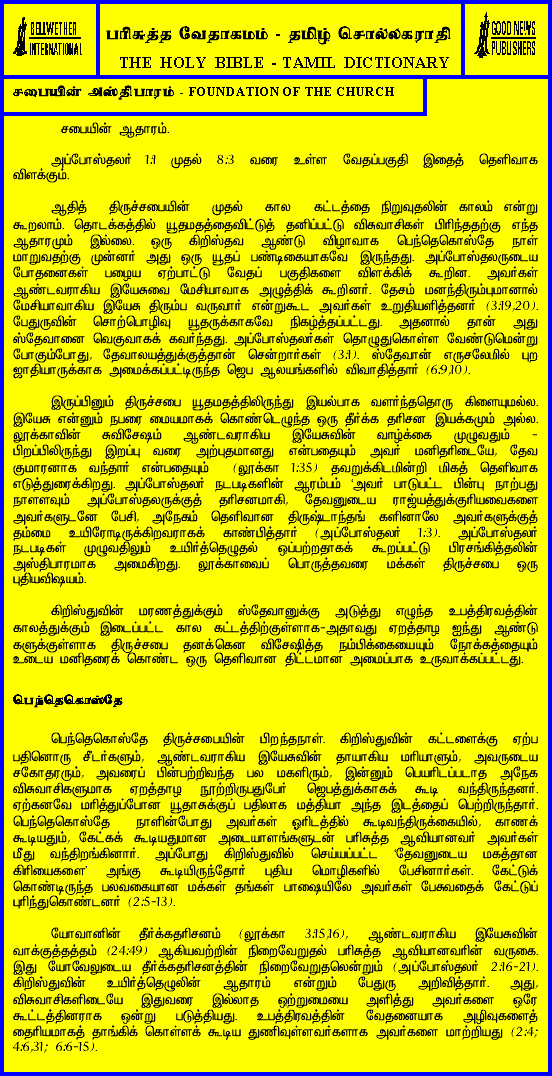 BELLWETHER
INTERNATIONAL
பரிசுத்த வேதாகமம் - தமிழ் சொல்லகராதி
THE HOLY BIBLE - TAMIL DICTIONARY
GOOD NEWS
PUBLISHERS
சபையின் அஸ்திபாரம் - FOUNDATION OF THE CHURCH
சபையின் ஆதாரம்.
அப்போஸ்தலர் 1:1 முதல் 8:3 வரை உள்ள வேதப்பகுதி இதைத் தெளிவாக
விளக்கும்.
ஆதித் திருச்சபையின் முதல் கால கட்டத்தை நிறுவுதலின் காலம் என்று
கூறலாம். தொடக்கத்தில் யூதமதத்தைவிட்டுத் தனிப்பட்டு விசுவாசிகள் பிரிந்ததற்கு எந்த
ஆதாரமும் இல்லை. ஒரு கிறிஸ்தவ ஆண்டு விழாவாக பெந்தெகொஸ்தே நாள்
மாறுவதற்கு முன்னர் அது ஒரு யூதப் பண்டிகையாகவே இருந்தது. அப்போஸ்தலருடைய
போதனைகள் பழைய ஏற்பாட்டு வேதப் பகுதிகளை விளக்கிக் கூறின. அவர்கள்
ஆண்டவராகிய இயேசுவை மேசியாவாக அழுத்திக் கூறினர். தேசம் மனந்திரும்புமானால்
மேசியாவாகிய இயேசு திரும்ப வருவார் என்றுகூட அவர்கள் உறுதியளித்தனர் (3:19,20).
பேதுருவின் சொற்பொழிவு யூதருக்காகவே நிகழ்த்தப்பட்டது. அதனால் தான் அது
ஸ்தேவானை வெகுவாகக் கவர்ந்தது. அப்போஸ்தலர்கள் தொழுதுகொள்ள வேண்டுமென்று
போகும்போது, தேவாலயத்துக்குத்தான் சென்றார்கள் (3:1). ஸ்தேவான் எருசலேமில் புற
ஜாதியாருக்காக அமைக்கப்பட்டிருந்த ஜெப ஆலயங்களில் விவாதித்தார் (6:9,10).
இருப்பினும் திருச்சபை யூதமதத்திலிருந்து இயல்பாக வளர்ந்ததொரு கிளையுமல்ல.
இயேசு என்னும் நபரை மையமாகக் கொண்டெழுந்த ஒரு தீர்க்க தரிசன இயக்கமும் அல்ல.
லூக்காவின் சுவிசேஷம் ஆண்டவராகிய இயேசுவின் வாழ்க்கை முழுவதும் -
பிறப்பிலிருந்து இறப்பு வரை அற்புதமானது என்பதையும் அவர் மனிதரிடையே, தேவ
குமாரனாக வந்தார் என்பதையும் (லூக்கா 1:35) தவறுக்கிடமின்றி மிகத் தெளிவாக
எடுத்துரைக்கிறது. அப்போஸ்தலர் நடபடிகளின் ஆரம்பம் 'அவர் பாடுபட்ட பின்பு நாற்பது
நாளளவும் அப்போஸ்தலருக்குத் தரிசனமாகி, தேவனுடைய ராஜ்யத்துக்குரியவைகளை
அவர்களுடனே பேசி, அநேகம் தெளிவான திருஷ்டாந்தங் களினாலே அவர்களுக்குத்
தம்மை உயிரோடிருக்கிறவராகக் காண்பித்தார் (அப்போஸ்தலர் 1:3). அப்போஸ்தலர்
நடபடிகள் முழுவதிலும் உயிர்த்தெழுதல் ஒப்பற்றதாகக் கூறப்பட்டு பிரசங்கித்தலின்
அஸ்திபாரமாக அமைகிறது. லூக்காவைப் பொருத்தவரை மக்கள் திருச்சபை ஒரு
புதியவிஷயம்.
கிறிஸ்துவின் மரணத்துக்கும் ஸ்தேவானுக்கு அடுத்து எழுந்த உபத்திரவத்தின்
காலத்துக்கும் இடைப்பட்ட கால கட்டத்திற்குள்ளாக-அதாவது ஏறத்தாழ ஐந்து ஆண்டு
களுக்குள்ளாக திருச்சபை தனக்கென விசேஷித்த நம்பிக்கையையும் நோக்கத்தையும்
உடைய மனிதரைக் கொண்ட ஒரு தெளிவான திட்டமான அமைப்பாக உருவாக்கப்பட்டது.
பெந்தெகொஸ்தே
பெந்தெகொஸ்தே திருச்சபையின் பிறந்தநாள். கிறிஸ்துவின் கட்டளைக்கு ஏற்ப
பதினொரு சீடர்களும், ஆண்டவராகிய இயேசுவின் தாயாகிய மரியாளும், அவருடைய
சகோதரரும், அவரைப் பின்பற்றிவந்த பல மகளிரும், இன்னும் பெயரிடப்படாத அநேக
விசுவாசிகளுமாக ஏறத்தாழ நூற்றிருபதுபேர் ஜெபத்துக்காகக் கூடி வந்திருந்தனர்.
ஏற்கனவே மரித்துப்போன யூதாசுக்குப் பதிலாக மத்தியா அந்த இடத்தைப் பெற்றிருந்தார்.
பெந்தெகொஸ்தே நாளின்போது அவர்கள் ஓரிடத்தில் கூடிவந்திருக்கையில், காணக்
கூடியதும், கேட்கக் கூடியதுமான அடையாளங்களுடன் பரிசுத்த ஆவியானவர் அவர்கள்
மீது வந்திறங்கினார். அப்போது கிறிஸ்துவில் செய்யப்பட்ட 'தேவனுடைய மகத்தான
கிரியைகளை' அங்கு கூடியிருந்தோர் புதிய மொழிகளில் பேசினார்கள். கேட்டுக்
கொண்டிருந்த பலவகையான மக்கள் தங்கள் பாஷையிலே அவர்கள் பேசுவதைக் கேட்டுப்
புரிந்துகொண்டனர் (2:5-13).
யோவானின் தீர்க்கதரிசனம் (லூக்கா 3:15,16), ஆண்டவராகிய இயேசுவின்
வாக்குத்தத்தம் (24:49) ஆகியவற்றின் நிறைவேறுதல் பரிசுத்த ஆவியானவரின் வருகை.
இது யோவேலுடைய தீர்க்கதரிசனத்தின் நிறைவேறுதலென்றும் (அப்போஸ்தலர் 2:16-21).
கிறிஸ்துவின் உயிர்த்தெழுலின் ஆதாரம் என்றும் பேதுரு அறிவித்தார். அது,
விசுவாசிகளிடையே இதுவரை இல்லாத ஒற்றுமையை அளித்து அவர்களை ஒரே
கூட்டத்தினராக ஒன்று படுத்தியது. உபத்திரவத்தின் வேதனையாக அழிவுகளைத்
தைரியமாகத் தாங்கிக் கொள்ளக் கூடிய துணிவுள்ளவர்களாக அவர்களை மாற்றியது (2:4;
4:6,31; 6:6-15).